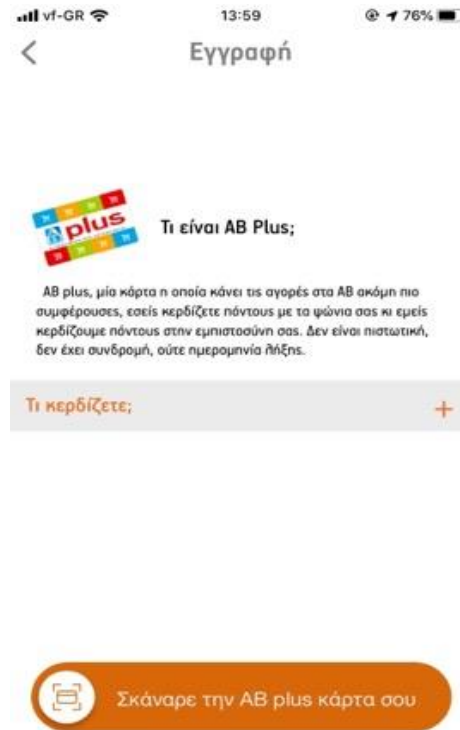 vf-GR 13:59 76%
Εγγραφή
plus
Τι είναι AB Plus;
AB plus, μία κάρτα η οποία κάνει τις αγορές στα ΑΒ ακόμη πιο
συμφέρουσες, εσείς κερδίζετε πόντους με τα ψώνια σας κι εμείς
κερδίζουμε πόντους στην εμπιστοσύνη σας. Δεν είναι πιστωτική,
δεν έχει συνδρομή, ούτε ημερομηνία λήξης.
Τι κερδίζετε; +
Σκάναρε την AB plus κάρτα σου